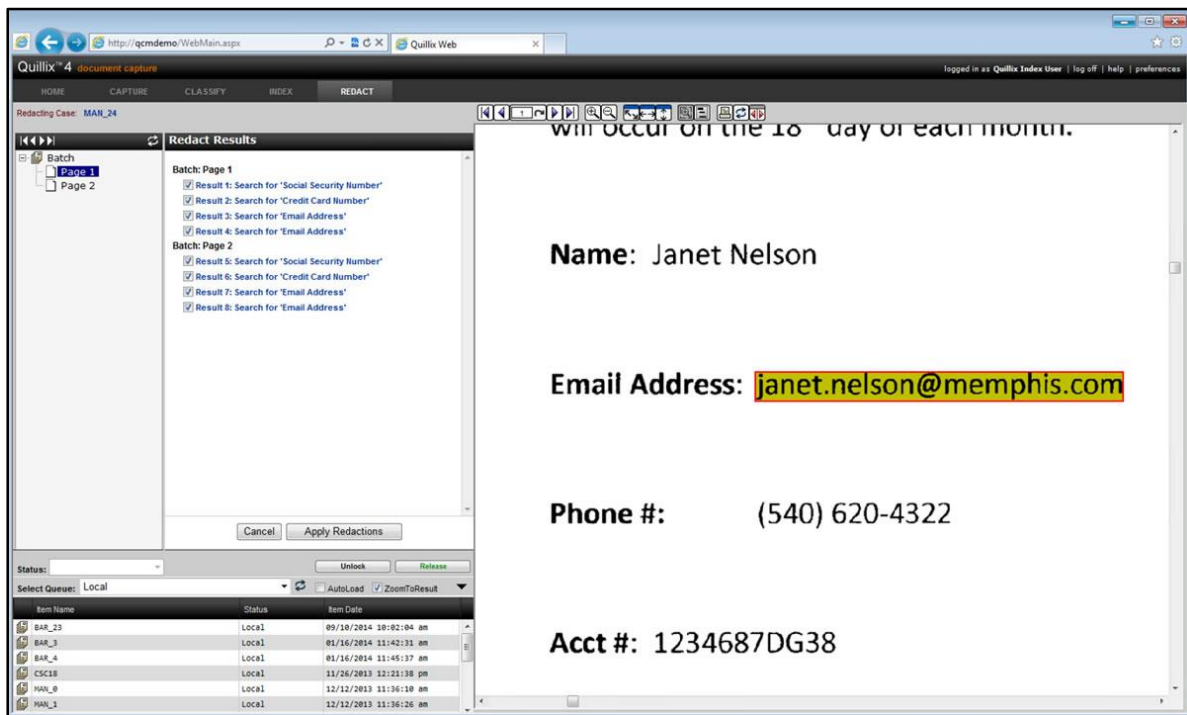 http://qcmdemo/WebMain.aspx
Quillix Web
Quillix™ 4 document capture
logged in as Quillix Index User | log off | help | preferences
HOME CAPTURE CLASSIFY INDEX REDACT
Redacting Case: MAN_24
1
Batch
Page 1
Page 2
Redact Results
Batch: Page 1
Result 1: Search for 'Social Security Number'
Result 2: Search for 'Credit Card Number'
Result 3: Search for 'Email Address'
Result 4: Search for 'Email Address'
Batch: Page 2
Result 5: Search for 'Social Security Number'
Result 6: Search for 'Credit Card Number'
Result 7: Search for 'Email Address'
Result 8: Search for 'Email Address'
Cancel Apply Redactions
Status: Unlock Release
Select Queue: Local AutoLoad ZoomToResult
Item Name Status Item Date
BAR_23 Local 09/10/2014 10:02:04 am
BAR_3 Local 01/16/2014 11:42:31 am
BAR_4 Local 01/16/2014 11:45:37 am
CSC18 Local 11/26/2013 12:21:38 pm
MAN_0 Local 12/12/2013 11:36:10 am
MAN_1 Local 12/12/2013 11:36:26 am
will occur on the 18 day of each month.
Name: Janet Nelson
Email Address: janet.nelson@memphis.com
Phone #: (540) 620-4322
Acct #: 1234687DG38